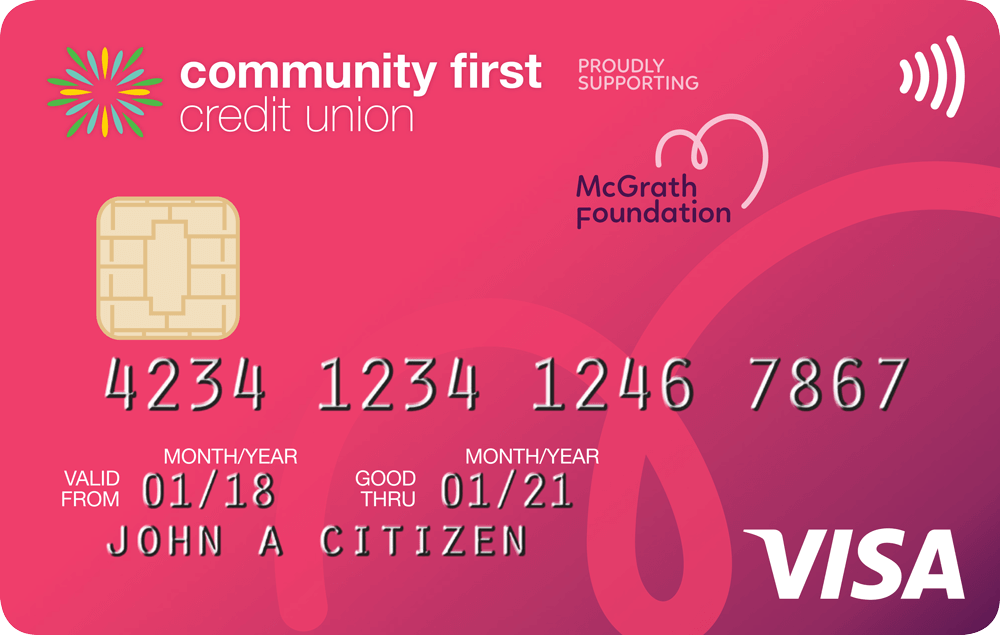 community first
credit union
PROUDLY
SUPPORTING
McGrath
Foundation
4234 1234 1246 7867
MONTH/YEAR MONTH/YEAR
VALID FROM 01/18 GOOD THRU 01/21
JOHN A CITIZEN
VISA